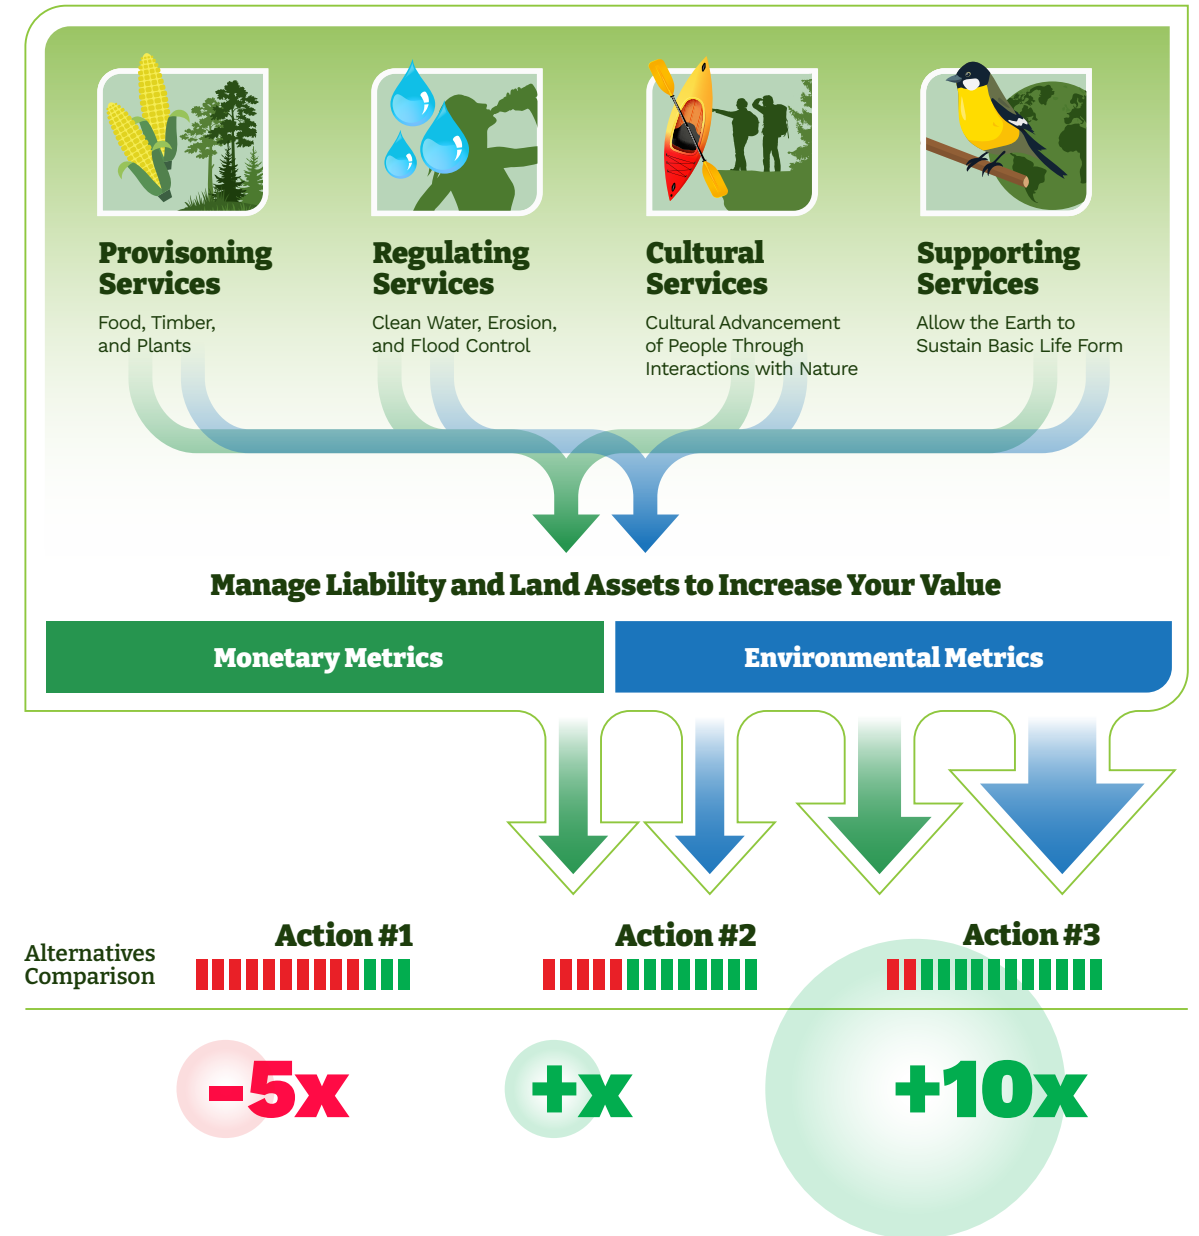 Provisoning
Services
Food, Timber,
and Plants
Regulating
Services
Clean Water, Erosion,
and Flood Control
Cultural
Services
Cultural Advancement
of People Through
Interactions with Nature
Supporting
Services
Allow the Earth to
Sustain Basic Life Form
Manage Liability and Land Assets to Increase Your Value
Monetary Metrics
Environmental Metrics
Alternatives
Comparison
Action #1
Action #2
Action #3
-5x
+x
+10x